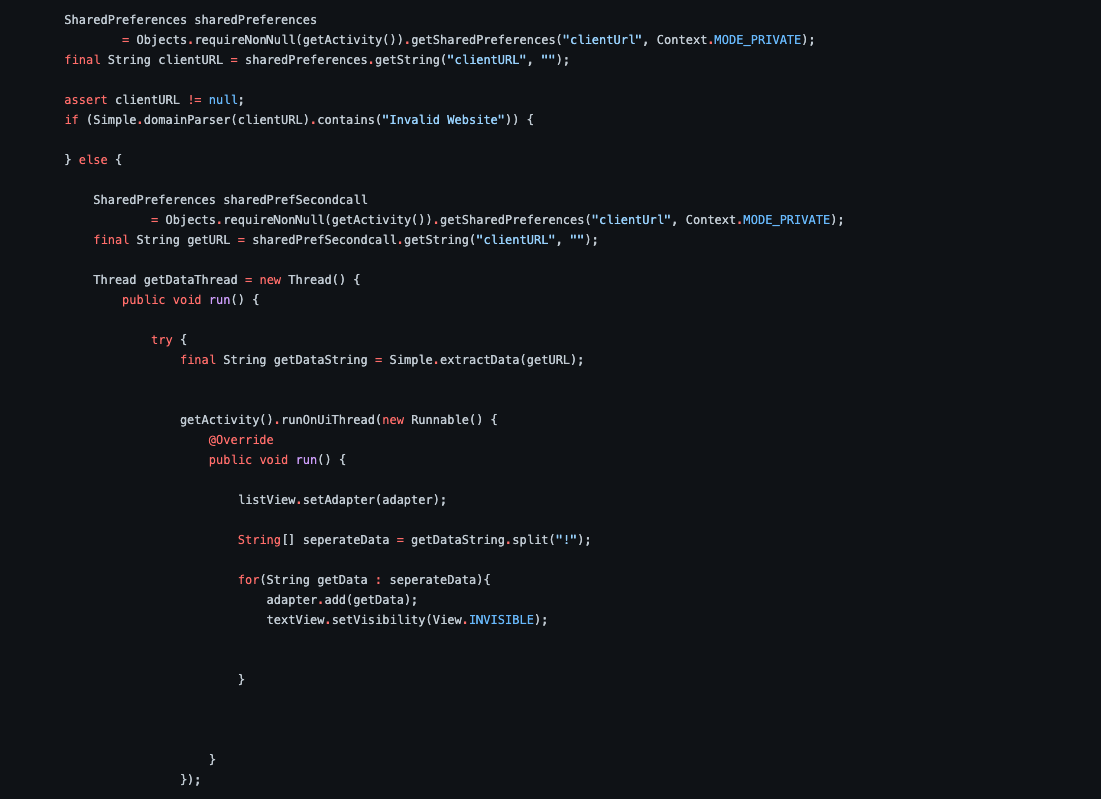 SharedPreferences sharedPreferences
= Objects.requireNonNull(getActivity()).getSharedPreferences("clientUrl", Context.MODE_PRIVATE);
final String clientURL = sharedPreferences.getString("clientURL", "");
assert clientURL != null;
if (Simple.domainParser(clientURL).contains("Invalid Website")) {
} else {
SharedPreferences sharedPrefSecondcall
= Objects.requireNonNull(getActivity()).getSharedPreferences("clientUrl", Context.MODE_PRIVATE);
final String getURL = sharedPrefSecondcall.getString("clientURL", "");
Thread getDataThread = new Thread() {
public void run() {
try {
final String getDataString = Simple.extractData(getURL);
getActivity().runOnUiThread(new Runnable() {
@Override
public void run() {
listView.setAdapter(adapter);
String[] seperateData = getDataString.split("!");
for(String getData : seperateData){
adapter.add(getData);
textView.setVisibility(View.INVISIBLE);
}
}
});